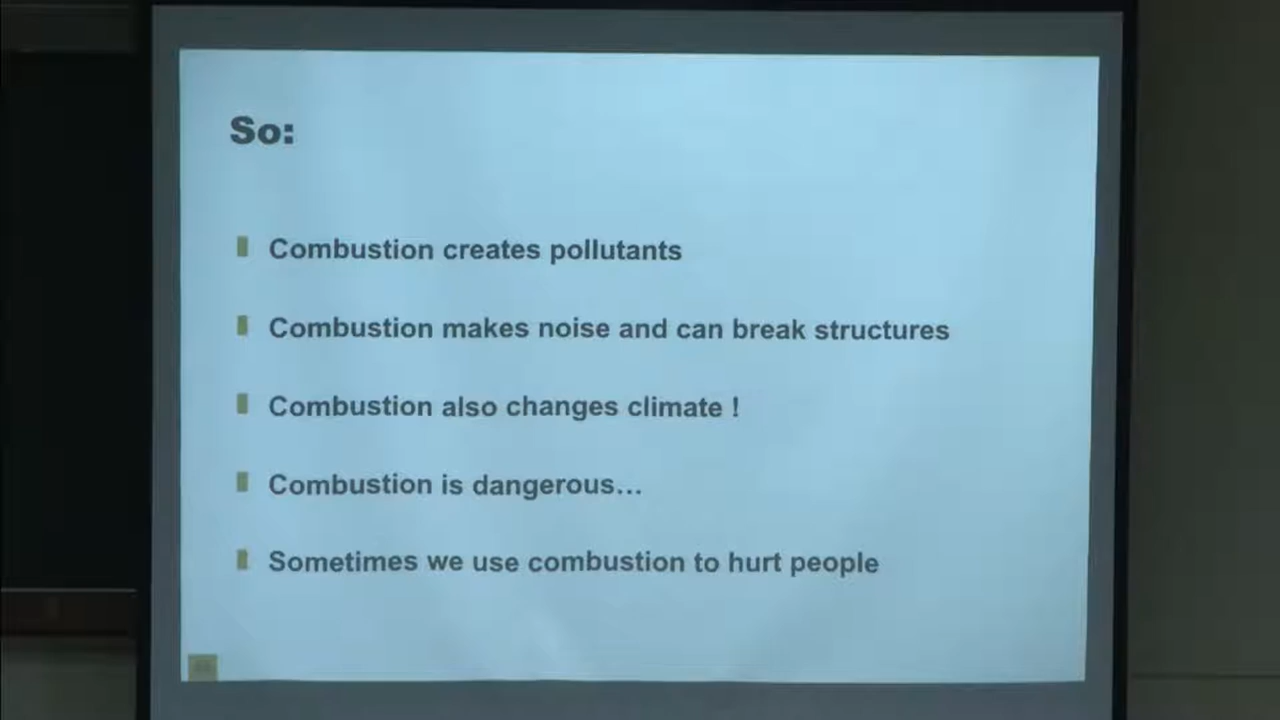 So:
Combustion creates pollutants
Combustion makes noise and can break structures
Combustion also changes climate !
Combustion is dangerous…
Sometimes we use combustion to hurt people